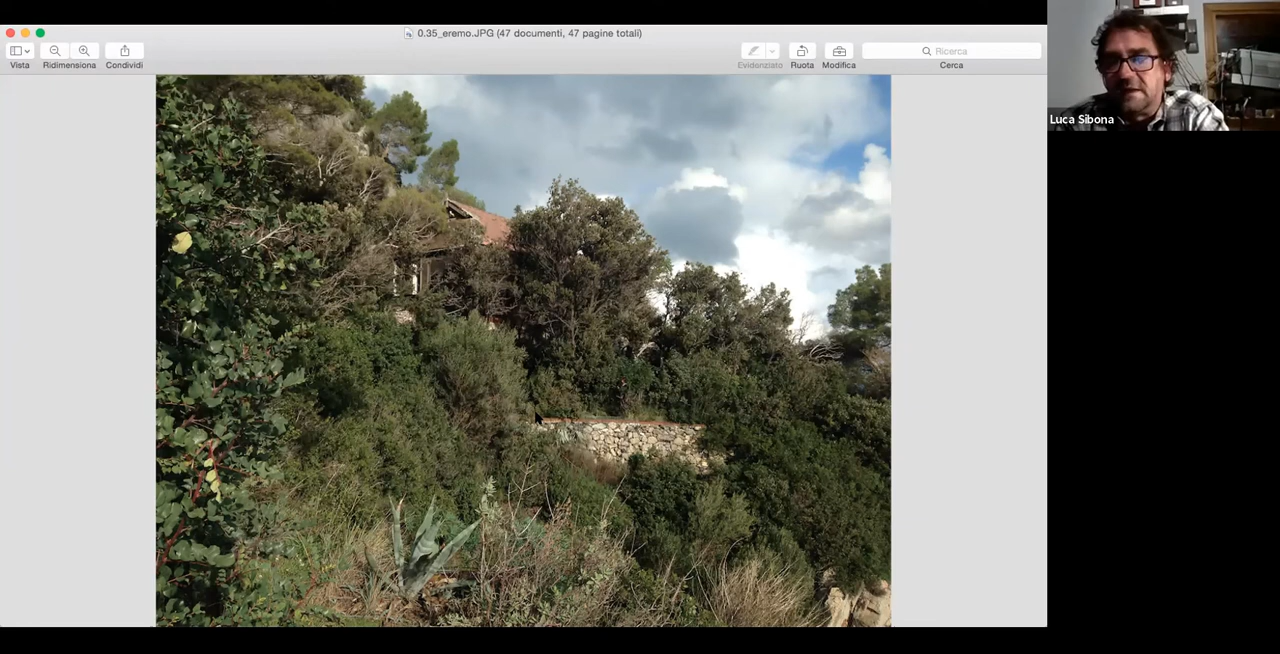 0.35_eremo.JPG (47 documenti, 47 pagine totali)
Vista
Ridimensiona
Condividi
Evidenziato
Ruota
Modifica
Ricerca
Cerca
Luca Sibona